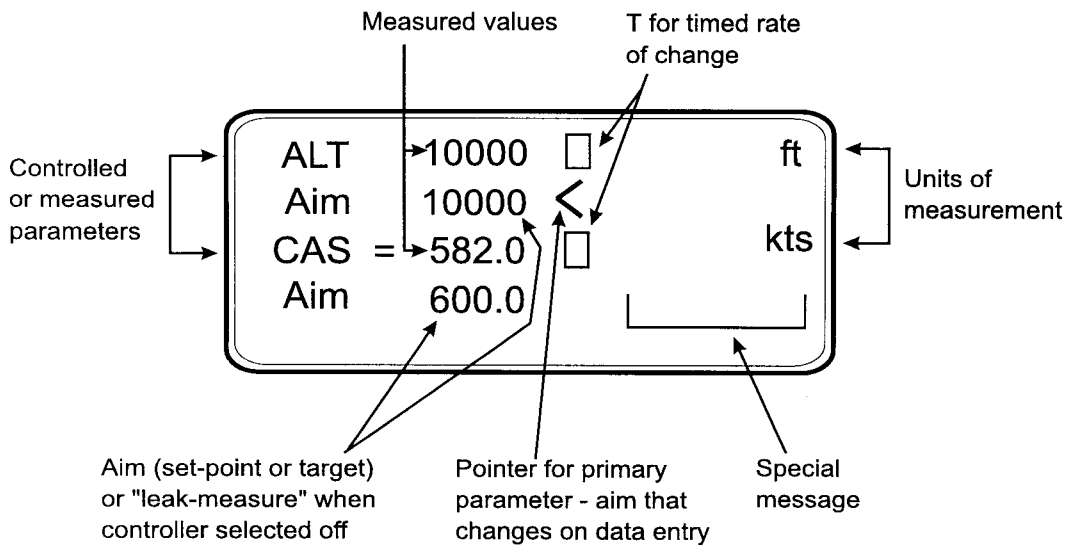 Measured values
T for timed rate
of change
Controlled
or measured
parameters
ALT 10000 ft
Aim 10000 <
CAS = 582.0 kts
Aim 600.0
Units of
measurement
Aim (set-point or target)
or "leak-measure" when
controller selected off
Pointer for primary
parameter - aim that
changes on data entry
Special
message